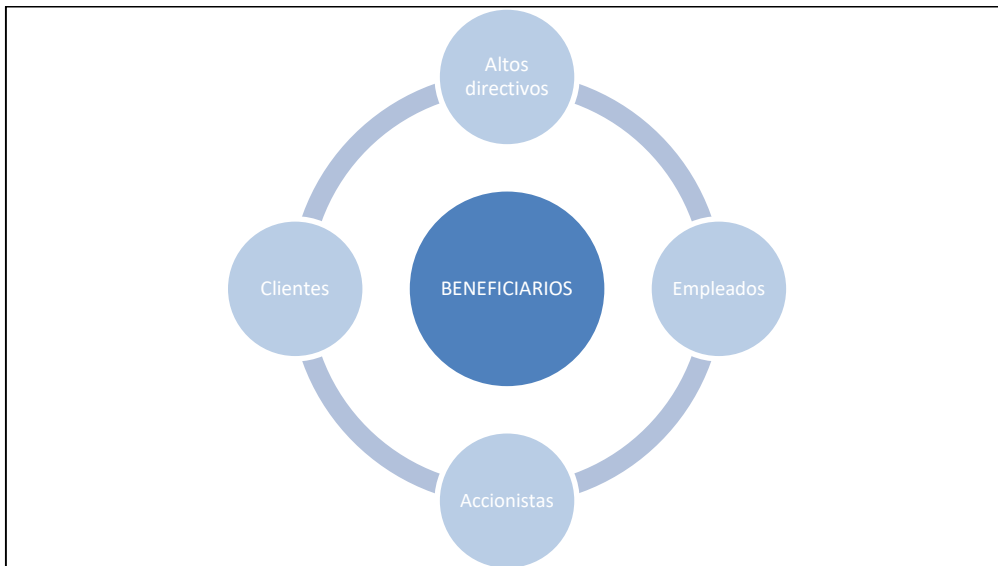 Altos
directivos
Clientes
BENEFICIARIOS
Empleados
Accionistas